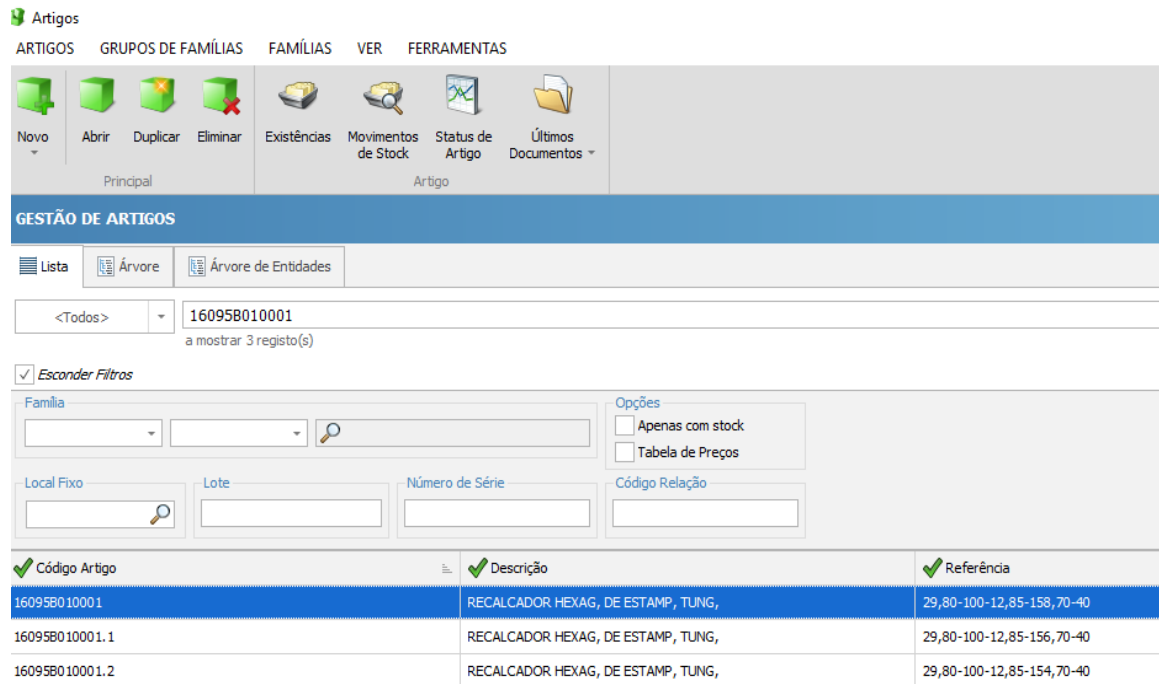 Artigos
ARTIGOS GRUPOS DE FAMÍLIAS FAMÍLIAS VER FERRAMENTAS
Novo Abrir Duplicar Eliminar Existências Movimentos de Stock Status de Artigo Últimos Documentos
Principal Artigo
GESTÃO DE ARTIGOS
Lista Árvore Árvore de Entidades
<Todos> 16095B010001
a mostrar 3 registo(s)
Esconder Filtros
Família Opções
Apenas com stock
Tabela de Preços
Local Fixo Lote Número de Série Código Relação
Código Artigo Descrição Referência
16095B010001 RECALCADOR HEXAG, DE ESTAMP, TUNG, 29,80-100-12,85-158,70-40
16095B010001.1 RECALCADOR HEXAG, DE ESTAMP, TUNG, 29,80-100-12,85-156,70-40
16095B010001.2 RECALCADOR HEXAG, DE ESTAMP, TUNG, 29,80-100-12,85-154,70-40